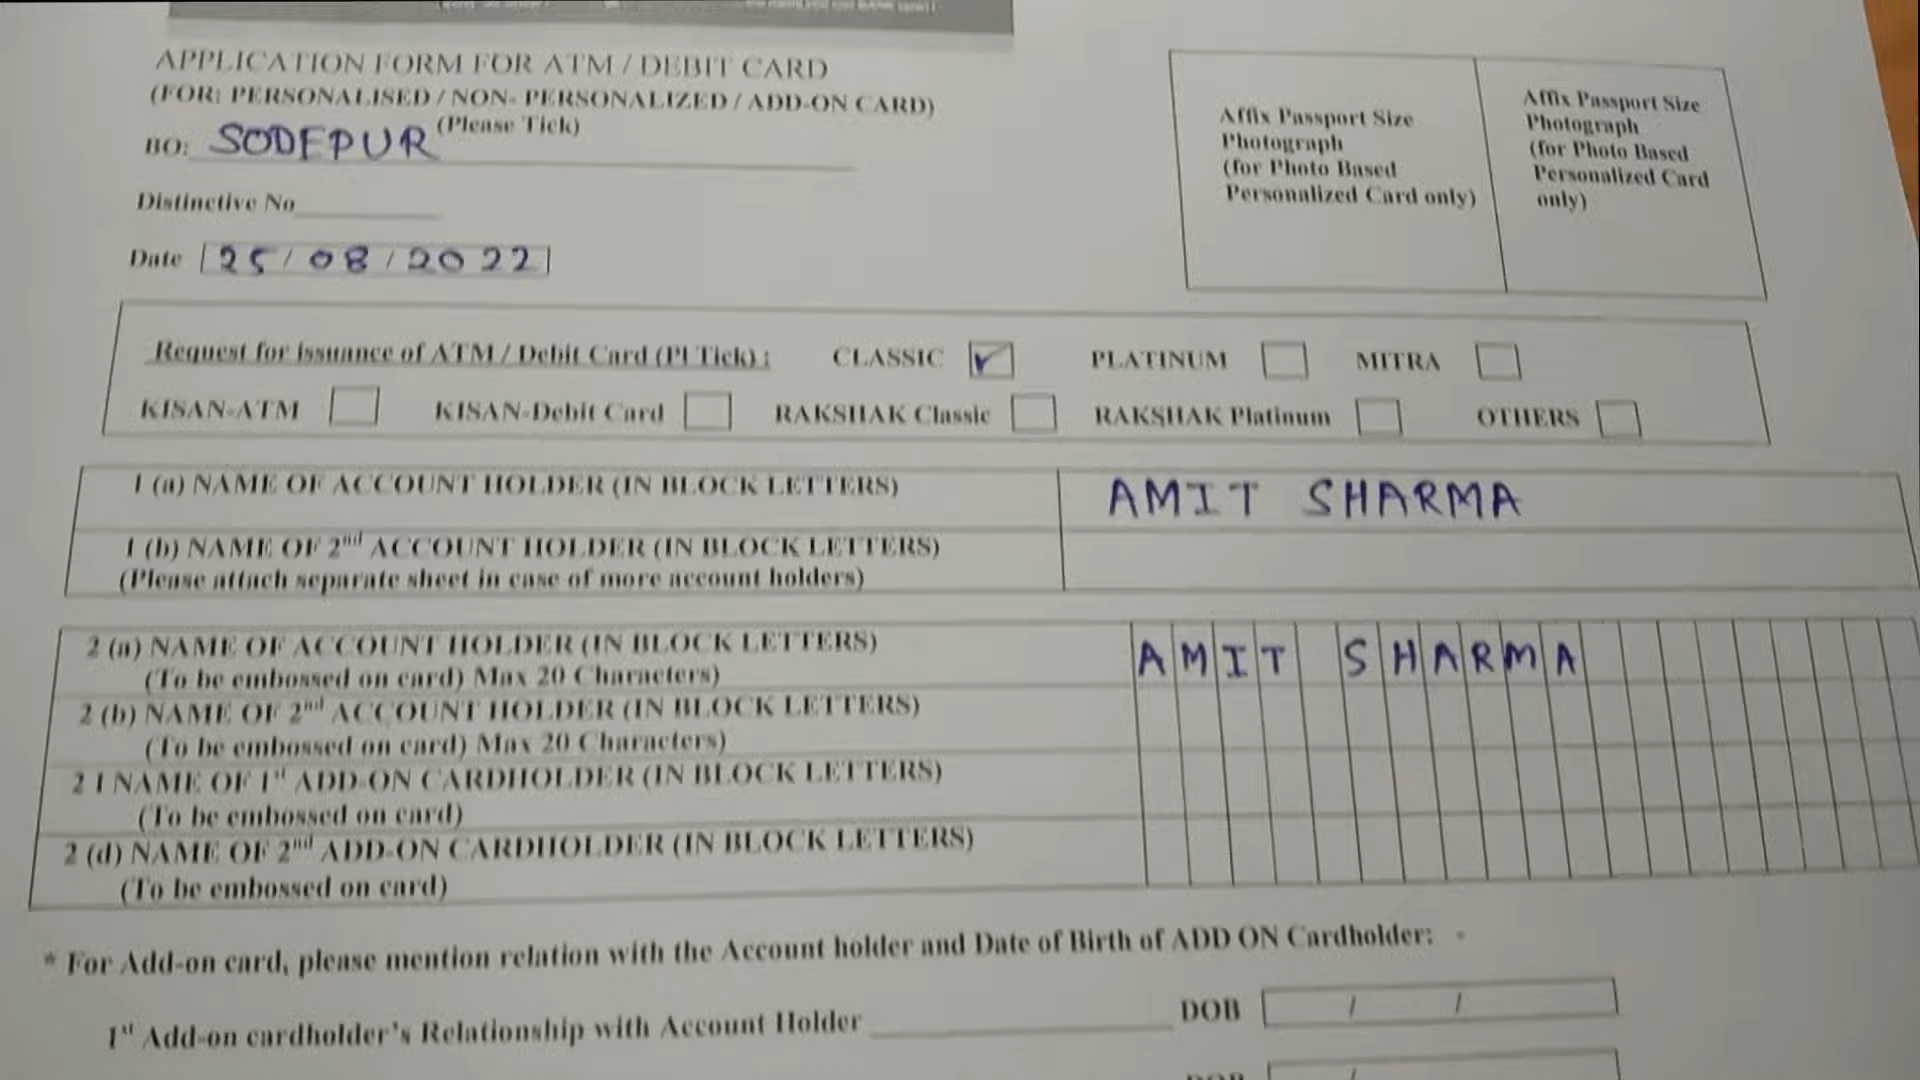 APPLICATION FORM FOR ATM / DEBIT CARD
(FOR: PERSONALISED / NON- PERSONALIZED / ADD-ON CARD)
(Please Tick)
BO: SODEPUR
Distinctive No
Date 25 / 08 / 2022
Affix Passport Size
Photograph
(for Photo Based
Personalized Card only)
Affix Passport Size
Photograph
(for Photo Based
Personalized Card
only)
Request for issuance of ATM / Debit Card (Pl Tick) : CLASSIC PLATINUM MITRA
KISAN-ATM KISAN-Debit Card RAKSHAK Classic RAKSHAK Platinum OTHERS
1 (a) NAME OF ACCOUNT HOLDER (IN BLOCK LETTERS) AMIT SHARMA
1 (b) NAME OF 2nd ACCOUNT HOLDER (IN BLOCK LETTERS)
(Please attach separate sheet in case of more account holders)
2 (a) NAME OF ACCOUNT HOLDER (IN BLOCK LETTERS) AMIT SHARMA
(To be embossed on card) Max 20 Characters)
2 (b) NAME OF 2nd ACCOUNT HOLDER (IN BLOCK LETTERS)
(To be embossed on card) Max 20 Characters)
2 I NAME OF 1st ADD-ON CARDHOLDER (IN BLOCK LETTERS)
(To be embossed on card)
2 (d) NAME OF 2nd ADD-ON CARDHOLDER (IN BLOCK LETTERS)
(To be embossed on card)
* For Add-on card, please mention relation with the Account holder and Date of Birth of ADD ON Cardholder:
1st Add-on cardholder's Relationship with Account Holder DOB / /